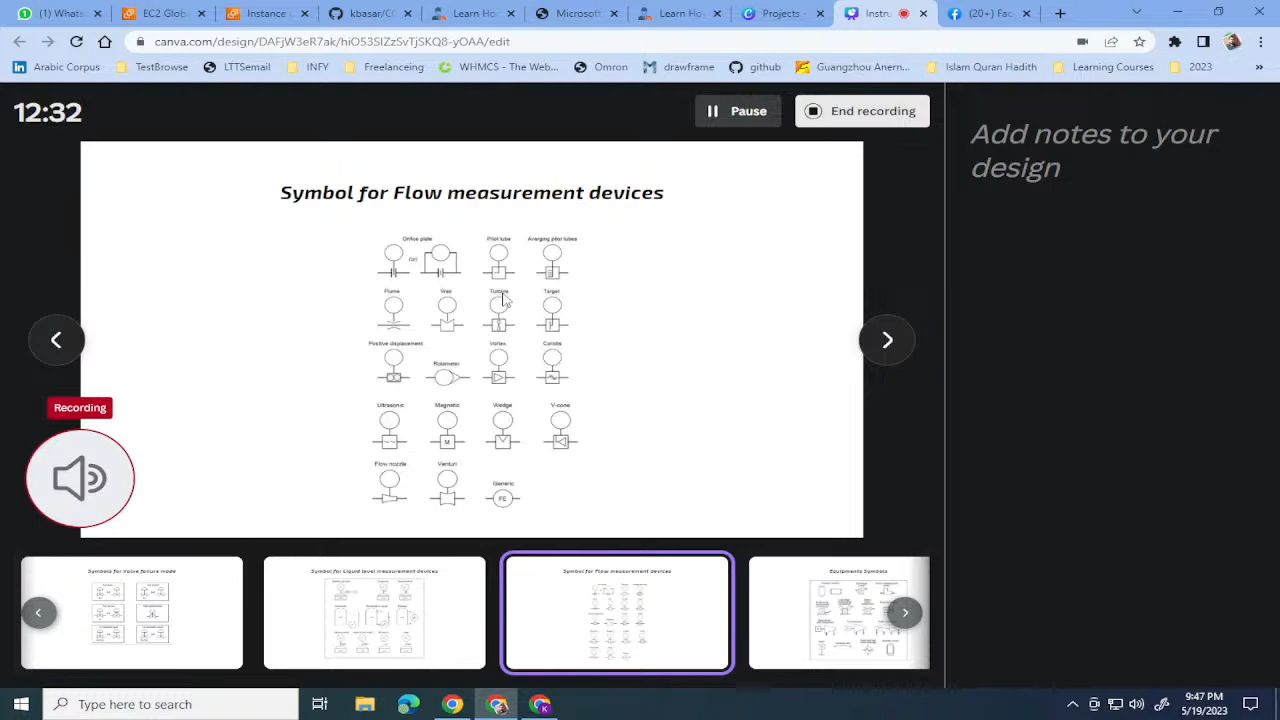 (1) Whats
EC2 Globa
Instance
kbasar/Cl
Learn Ho
Microsoft
Learn Ho
Projects
Instru
(20+) Fac
canva.com/design/DAFjW3eR7ak/hiO53SIZzSvTjSKQ8-yOAA/edit
Arabic Corpus
TestBrowse
LTTSemail
INFY
Freelanceing
WHMCS - The Web...
Omron
drawframe
github
Guangzhou Anern...
Islam Quran Hadith
Learning Courses
2023
»
12:32
Pause
End recording
Add notes to your
design
Symbol for Flow measurement devices
Orifice plate
Pitot tube
Averging pitot tubes
(or)
Flume
Weir
Turbine
Target
Positive displacement
Rotameter
Vortex
Coriolis
Ultrasonic
Magnetic
Wedge
V-cone
M
Flow nozzle
Venturi
Generic
FE
Recording
Symbols for Valve failure mode
Symbol for Liquid level measurement devices
Symbol for Flow measurement devices
Equipments Symbols
Type here to search
9:47 PM
5/19/2023